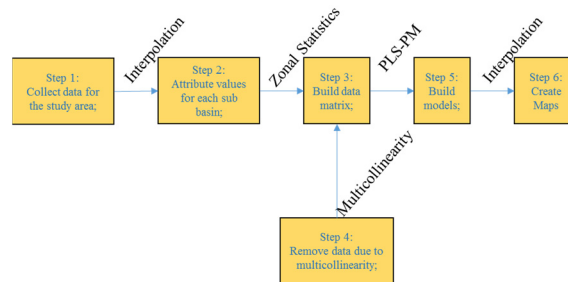 Interpolation
Zonal Statistics
PLS-PM
Interpolation
Step 1:
Collect data for
the study area;
Step 2:
Attribute values
for each sub
basin;
Step 3:
Build data
matrix;
Step 5:
Build
models;
Step 6:
Create
Maps
Multicollinearity
Step 4:
Remove data due to
multicollinearity;